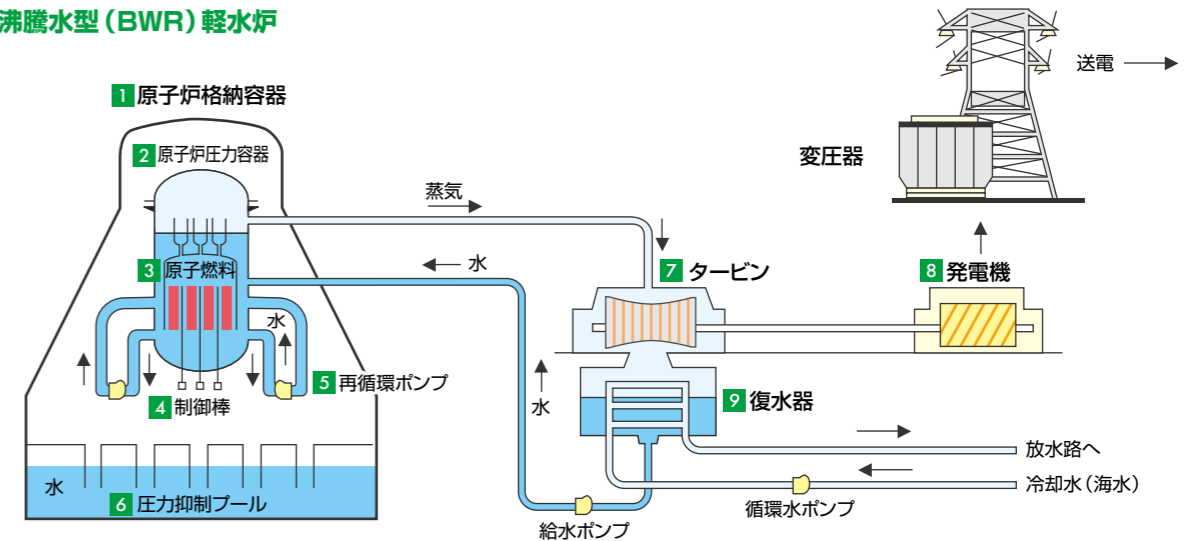 沸騰水型（BWR）軽水炉
1 原子炉格納容器
2 原子炉圧力容器
3 原子燃料
水
4 制御棒
5 再循環ポンプ
水
6 圧力抑制プール
蒸気
水
水
給水ポンプ
7 タービン
8 発電機
9 復水器
放水路へ
冷却水（海水）
循環水ポンプ
変圧器
送電